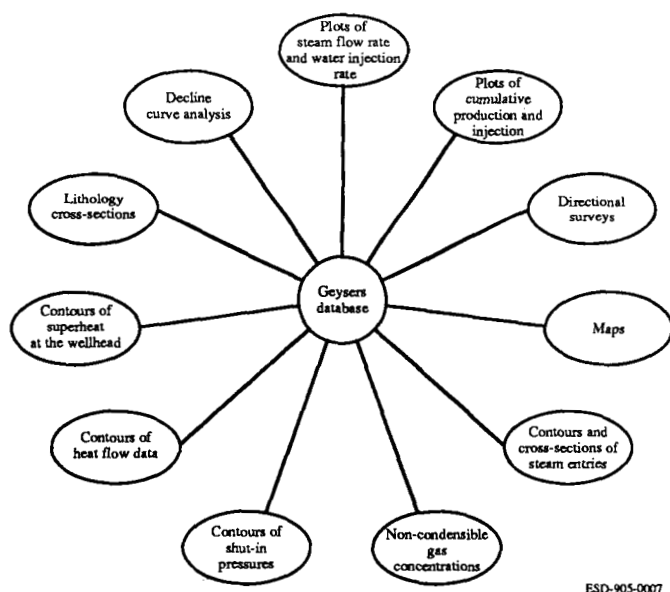 Plots of
steam flow rate
and water injection
rate
Plots of
cumulative
production and
injection
Directional
surveys
Maps
Contours and
cross-sections of
steam entries
Non-condensible
gas
concentrations
Contours of
shut-in
pressures
Contours of
heat flow data
Contours of
superheat
at the wellhead
Lithology
cross-sections
Decline
curve analysis
Geysers
database
ESD-905-0007